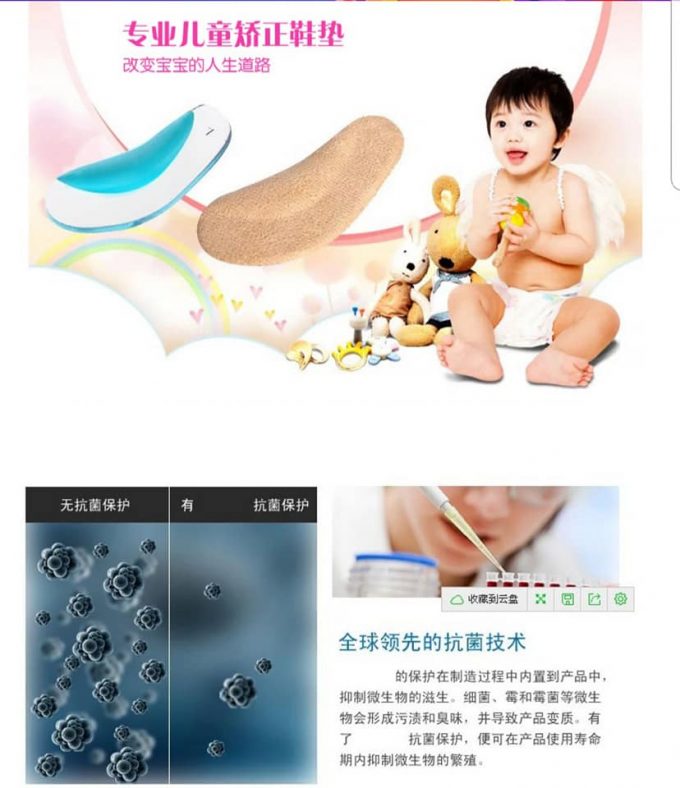 专业儿童矫正鞋垫
改变宝宝的人生道路
无抗菌保护
有 抗菌保护
收藏到云盘
全球领先的抗菌技术
的保护在制造过程中内置到产品中，
抑制微生物的滋生。细菌、霉和霉菌等微生
物会形成污渍和臭味，并导致产品变质。有
了 抗菌保护，便可在产品使用寿命
期内抑制微生物的繁殖。